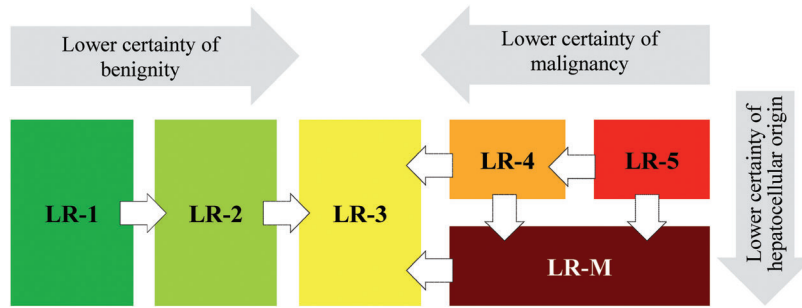 Lower certainty of
benignity
Lower certainty of
malignancy
LR-1
LR-2
LR-3
LR-4
LR-5
LR-M
Lower certainty of
hepatocellular origin